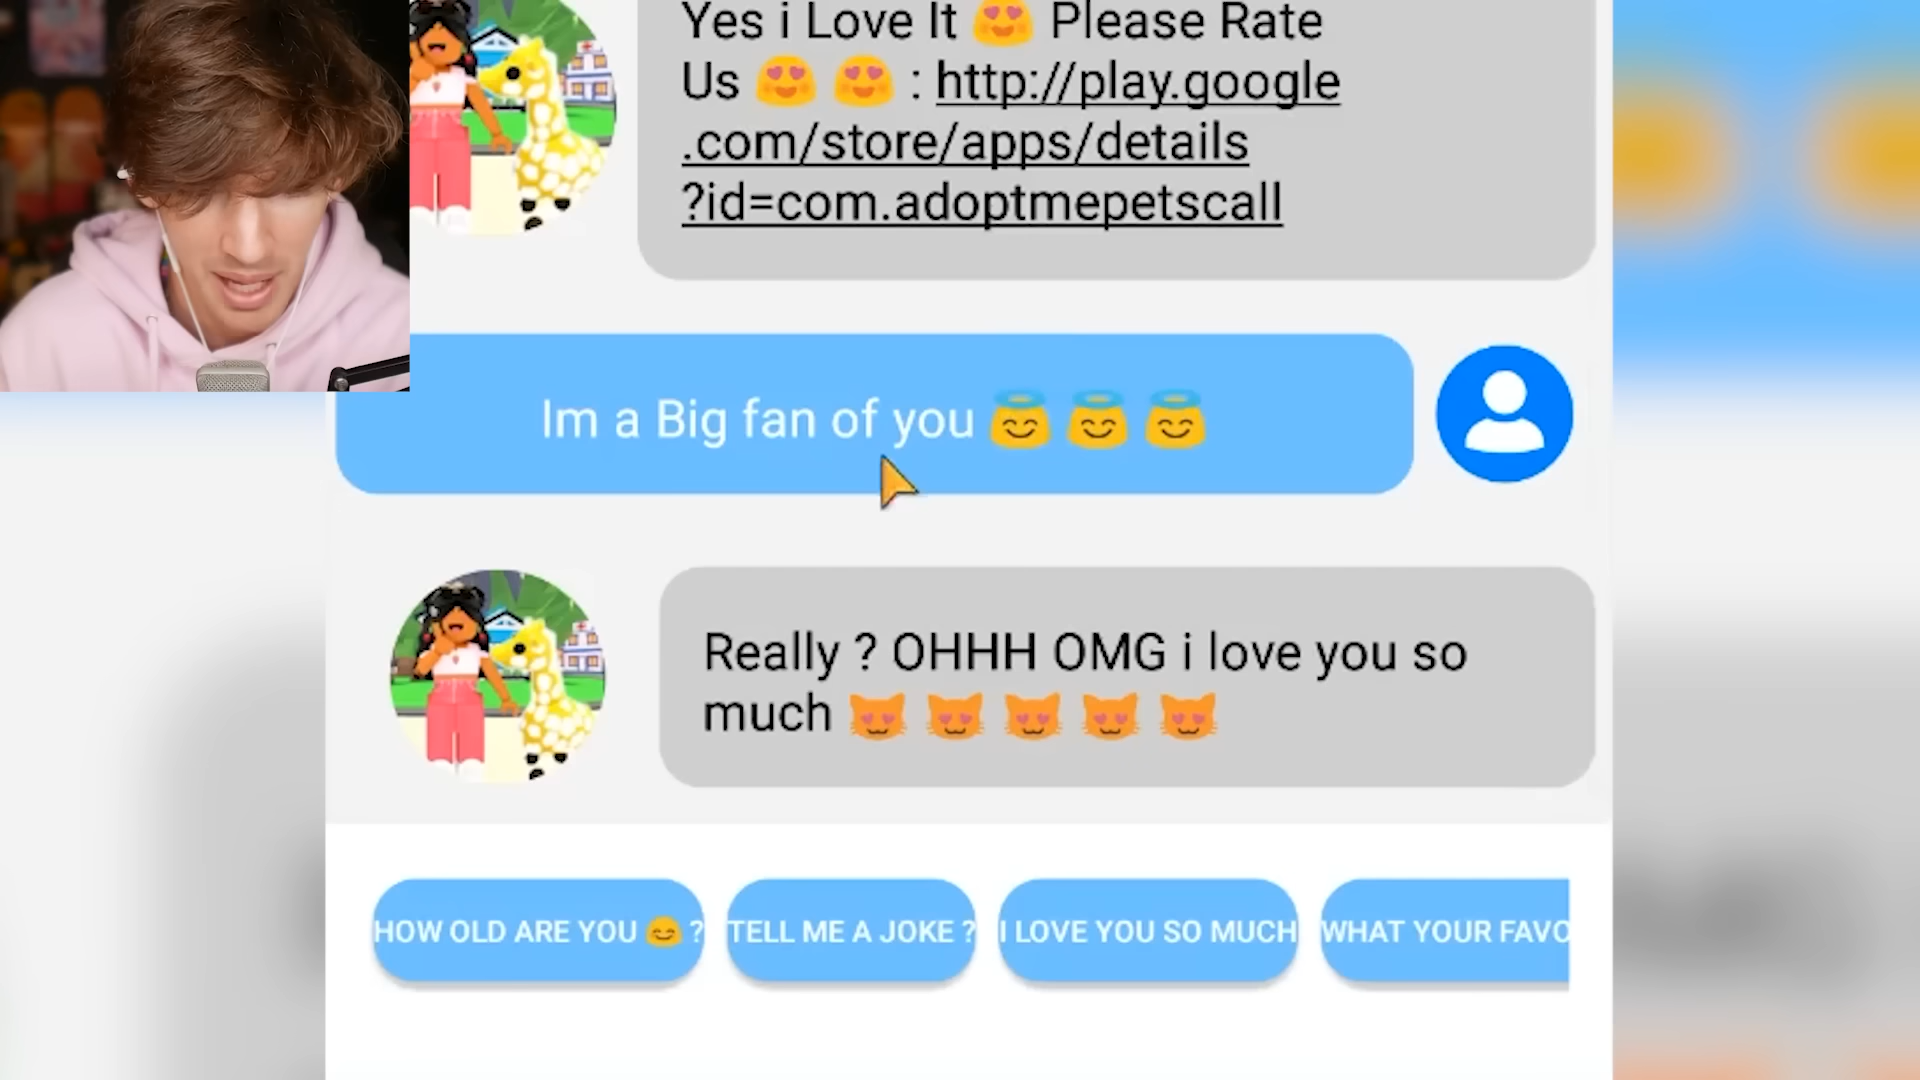 Yes i Love It 😍 Please Rate
Us 😍 😍 : http://play.google
.com/store/apps/details
?id=com.adoptmepetscall
Im a Big fan of you 😇 😇 😇
Really ? OHHH OMG i love you so
much 😻 😻 😻 😻 😻
HOW OLD ARE YOU 😊 ?
TELL ME A JOKE ?
I LOVE YOU SO MUCH
WHAT YOUR FAVO